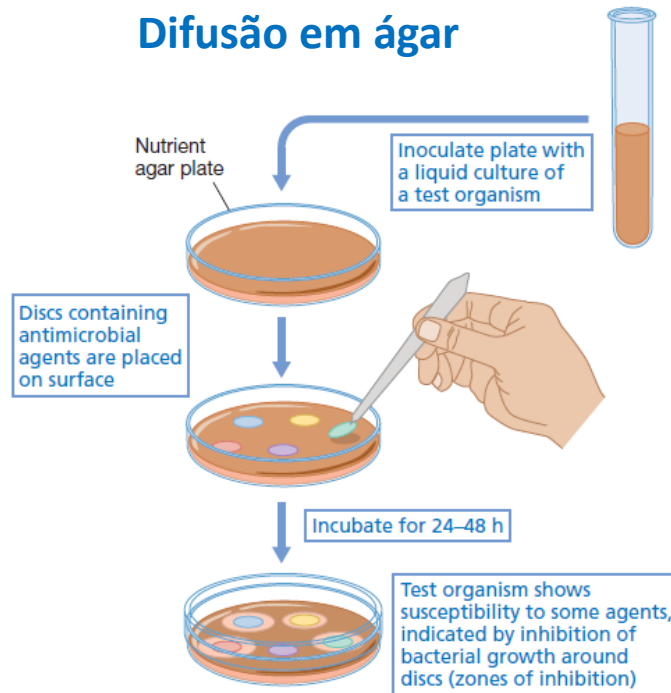 Difusão em ágar
Nutrient
agar plate
Inoculate plate with
a liquid culture of
a test organism
Discs containing
antimicrobial
agents are placed
on surface
Incubate for 24–48 h
Test organism shows
susceptibility to some agents,
indicated by inhibition of
bacterial growth around
discs (zones of inhibition)